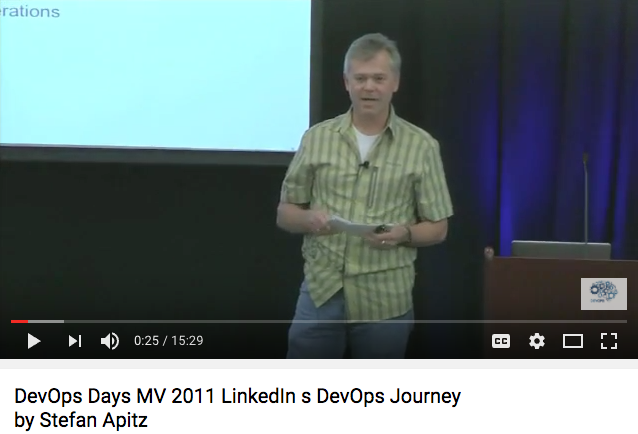 erations
0:25 / 15:29
CC
DevOps Days MV 2011 LinkedIn s DevOps Journey
by Stefan Apitz